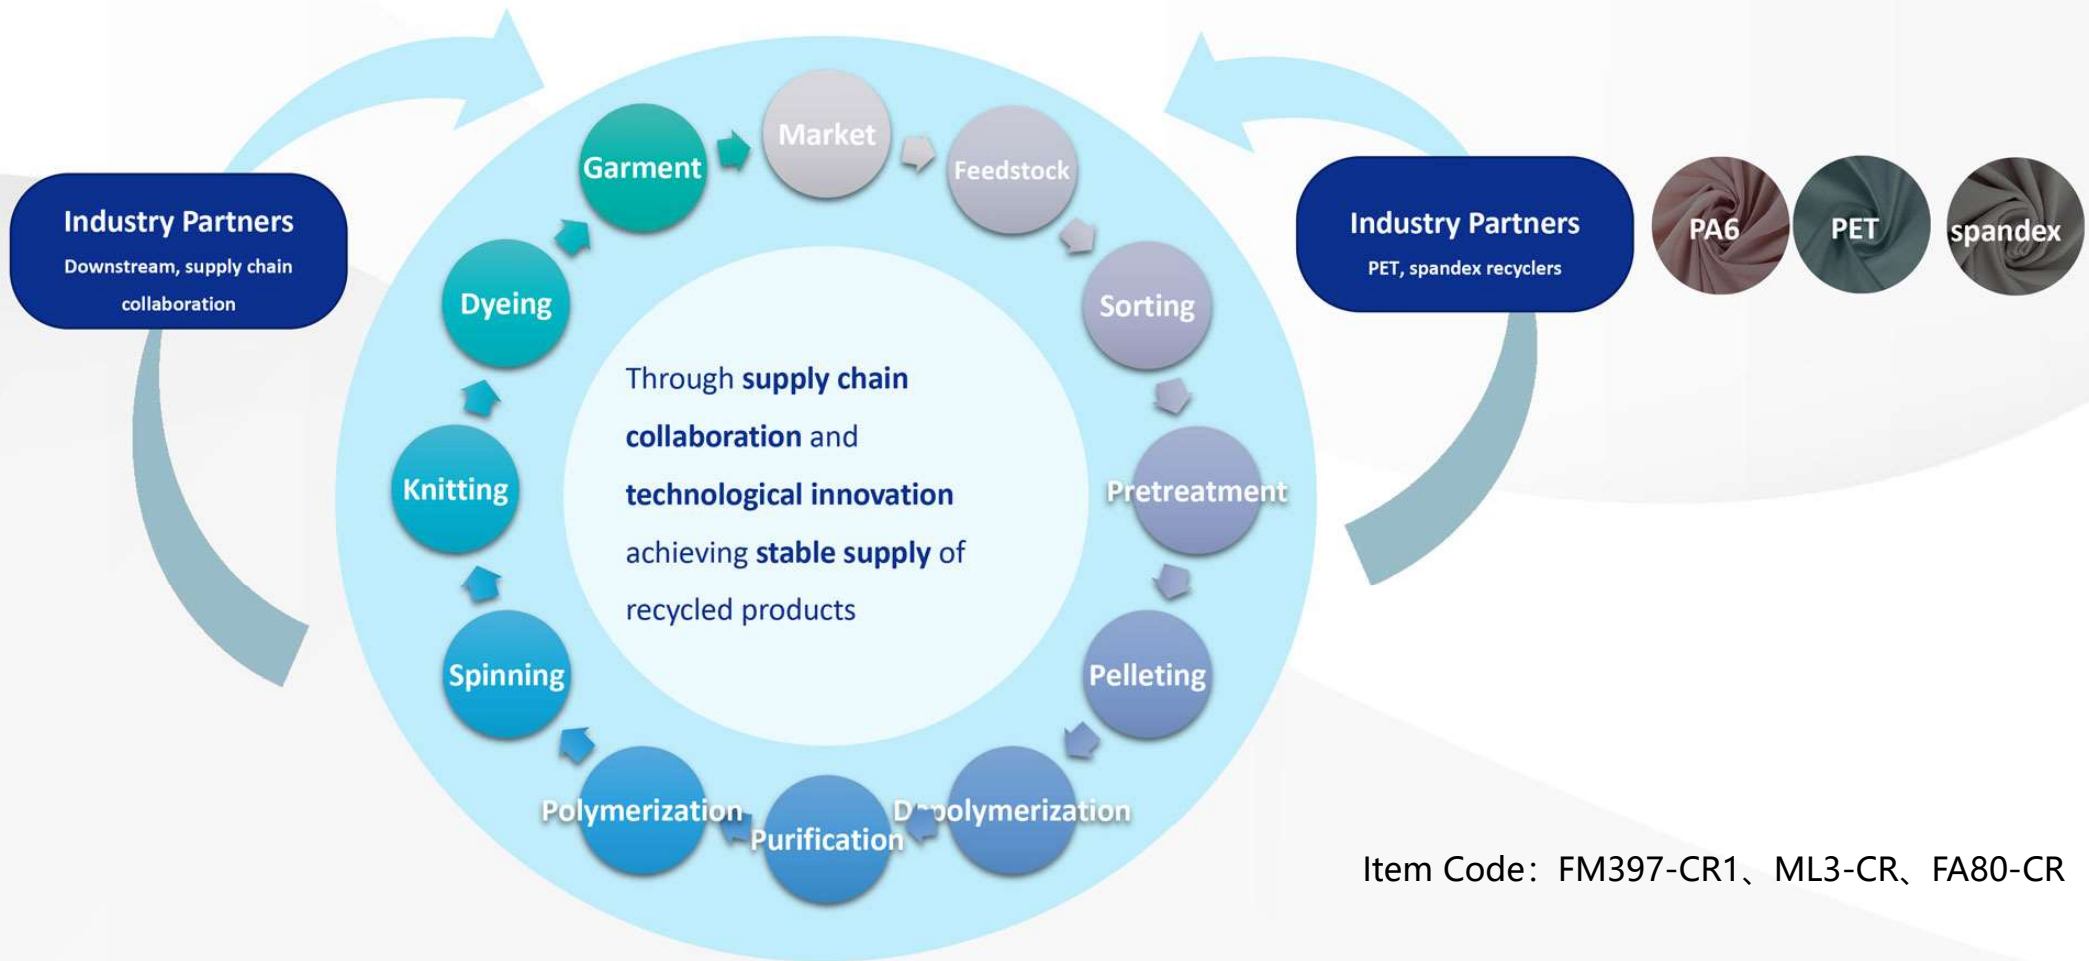 Industry Partners
Downstream, supply chain
collaboration
Market
Feedstock
Sorting
Pretreatment
Pelleting
Depolymerization
Purification
Polymerization
Spinning
Knitting
Dyeing
Garment
Through supply chain
collaboration and
technological innovation
achieving stable supply of
recycled products
Industry Partners
PET, spandex recyclers
PA6
PET
spandex
Item Code：FM397-CR1、ML3-CR、FA80-CR